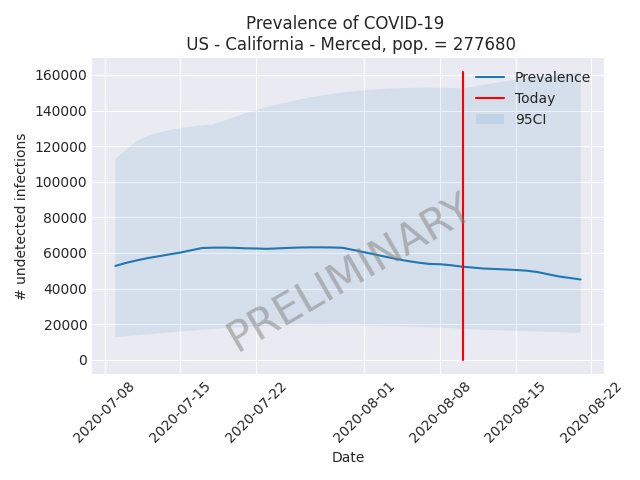 Prevalence of COVID-19
US - California - Merced, pop. = 277680
160000
140000
120000
100000
80000
60000
40000
20000
0
# undetected infections
Prevalence
Today
95CI
PRELIMINARY
2020-07-08
2020-07-15
2020-07-22
2020-08-01
2020-08-08
2020-08-15
2020-08-22
Date